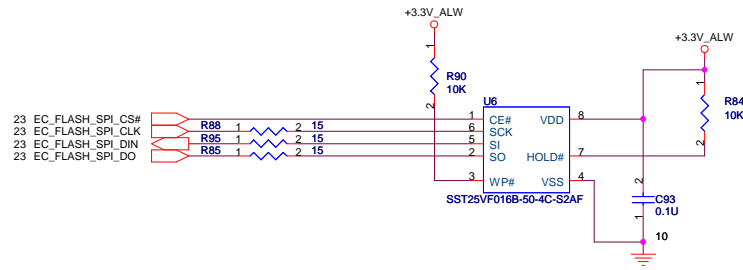 +3.3V_ALW
+3.3V_ALW
1
R90
10K
2
1
R84
10K
2
U6
23 EC_FLASH_SPI_CS#
1 CE# VDD 8
23 EC_FLASH_SPI_CLK R88 1 2 15 6 SCK
23 EC_FLASH_SPI_DIN R95 1 2 15 5 SI
23 EC_FLASH_SPI_DO R85 1 2 15 2 SO HOLD# 7
3 WP# VSS 4
SST25VF016B-50-4C-S2AF
2
C93
0.1U
1
10